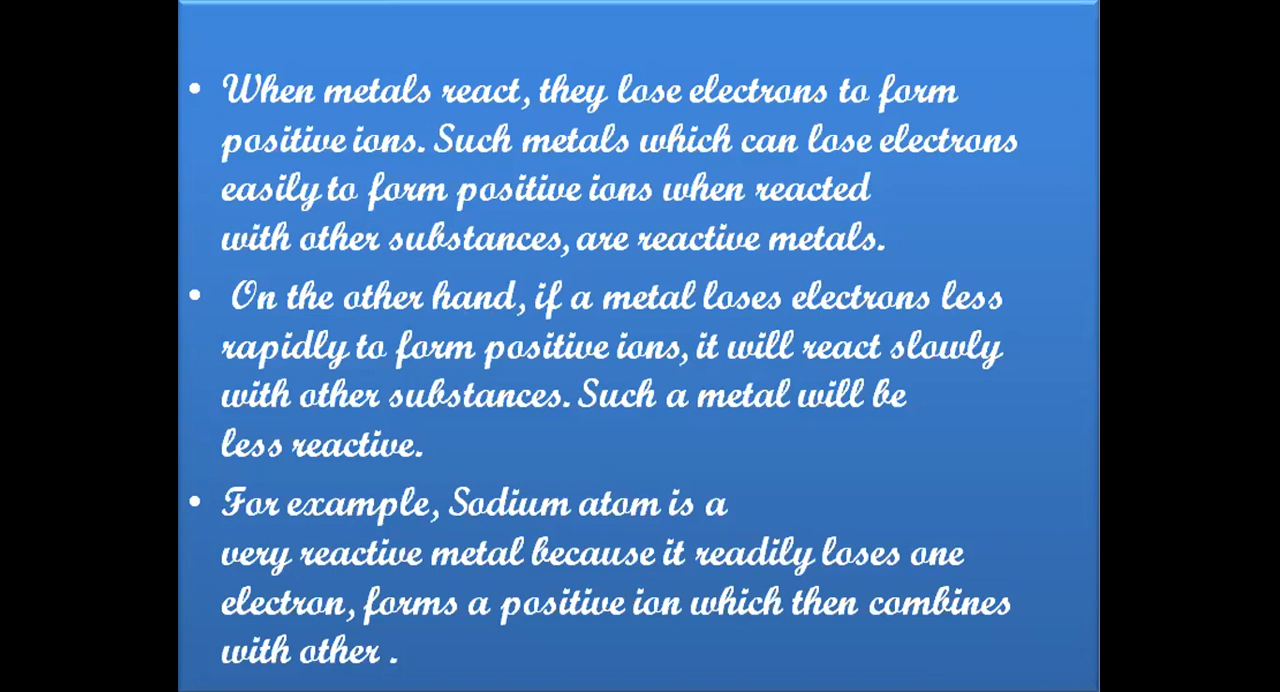 • When metals react, they lose electrons to form
positive ions. Such metals which can lose electrons
easily to form positive ions when reacted
with other substances, are reactive metals.
• On the other hand, if a metal loses electrons less
rapidly to form positive ions, it will react slowly
with other substances. Such a metal will be
less reactive.
• For example, Sodium atom is a
very reactive metal because it readily loses one
electron, forms a positive ion which then combines
with other .